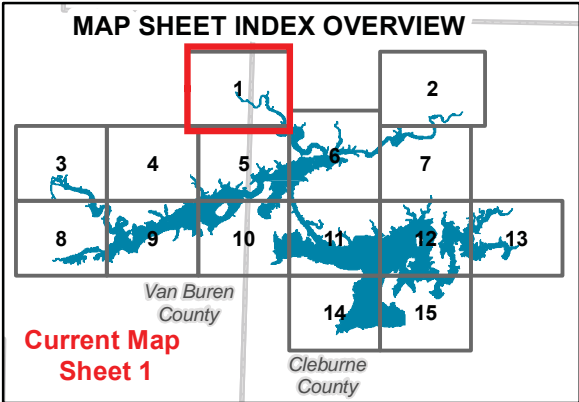 MAP SHEET INDEX OVERVIEW
1
2
3
4
5
6
7
8
9
10
11
12
13
14
15
Van Buren
County
Current Map
Sheet 1
Cleburne
County